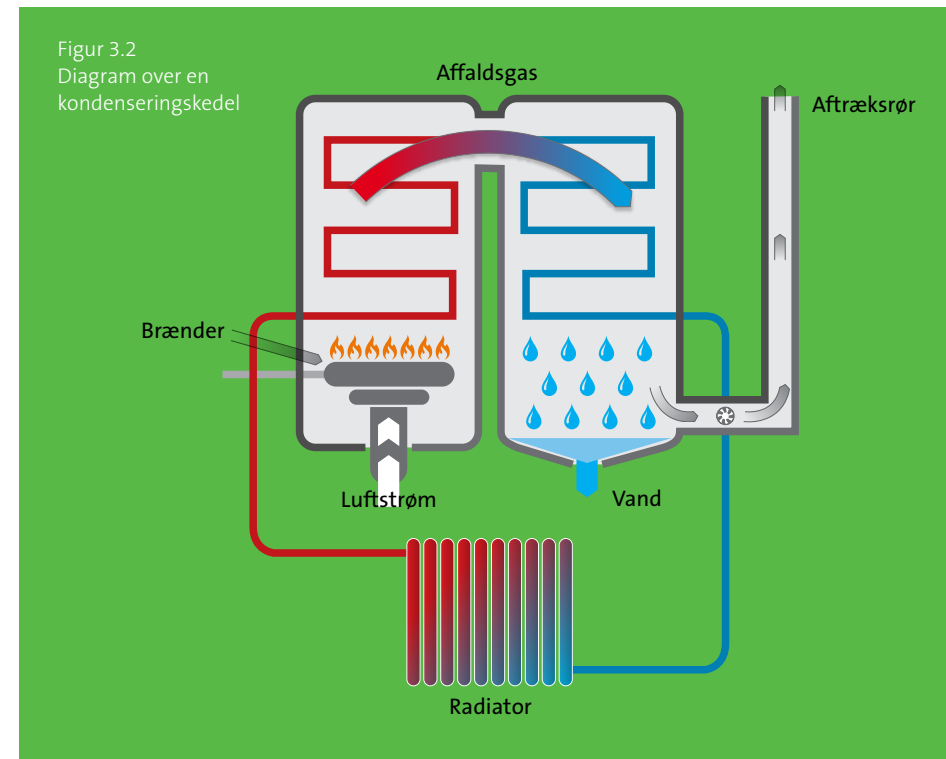 Figur 3.2
Diagram over en
kondenseringskedel
Affaldsgas
Aftræksrør
Brænder
Luftstrøm
Vand
Radiator